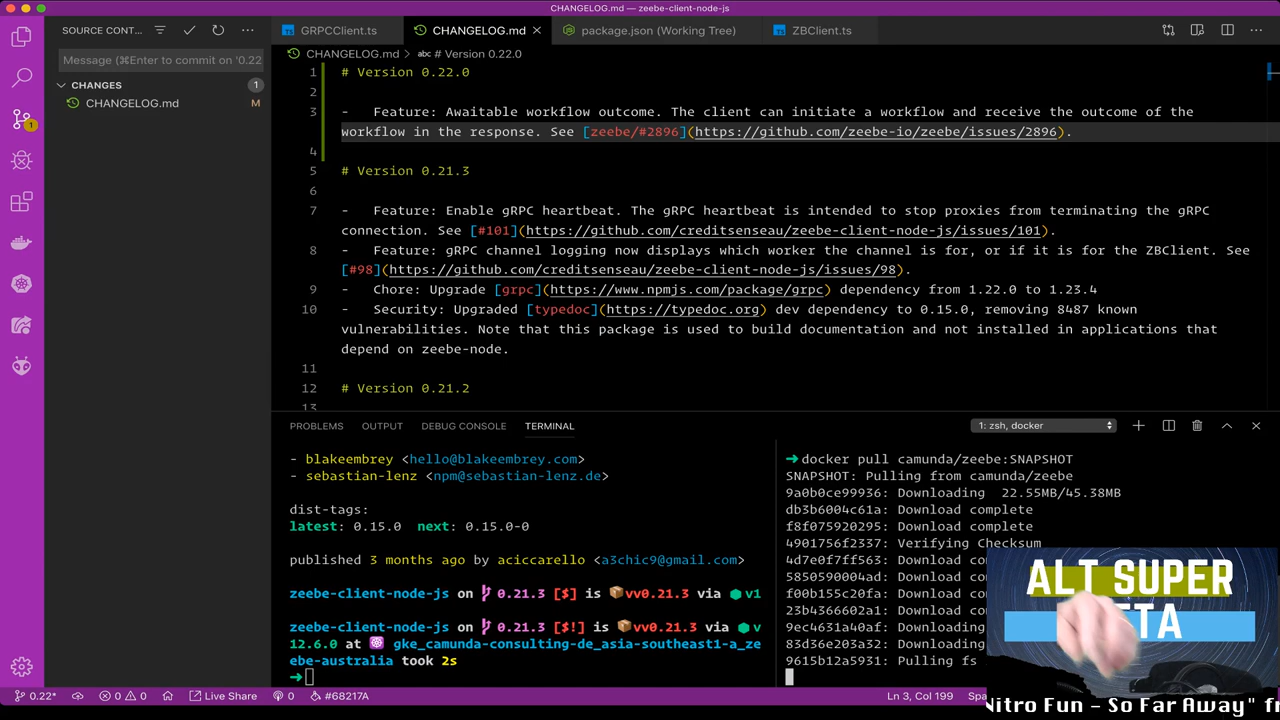 CHANGELOG.md — zeebe-client-node-js
SOURCE CONT...
GRPCClient.ts
CHANGELOG.md
package.json (Working Tree)
ZBClient.ts
Message (⌘Enter to commit on '0.22
CHANGES
1
CHANGELOG.md
M
1
CHANGELOG.md › abc # Version 0.22.0
1 # Version 0.22.0
2
3 - Feature: Awaitable workflow outcome. The client can initiate a workflow and receive the outcome of the
workflow in the response. See [zeebe/#2896](https://github.com/zeebe-io/zeebe/issues/2896).
4
5 # Version 0.21.3
6
7 - Feature: Enable gRPC heartbeat. The gRPC heartbeat is intended to stop proxies from terminating the gRPC
connection. See [#101](https://github.com/creditsenseau/zeebe-client-node-js/issues/101).
8 - Feature: gRPC channel logging now displays which worker the channel is for, or if it is for the ZBClient. See
[#98](https://github.com/creditsenseau/zeebe-client-node-js/issues/98).
9 - Chore: Upgrade [grpc](https://www.npmjs.com/package/grpc) dependency from 1.22.0 to 1.23.4
10 - Security: Upgraded [typedoc](https://typedoc.org) dev dependency to 0.15.0, removing 8487 known
vulnerabilities. Note that this package is used to build documentation and not installed in applications that
depend on zeebe-node.
11
12 # Version 0.21.2
13
PROBLEMS OUTPUT DEBUG CONSOLE TERMINAL
1: zsh, docker
- blakeembrey <hello@blakeembrey.com>
- sebastian-lenz <npm@sebastian-lenz.de>
dist-tags:
latest: 0.15.0 next: 0.15.0-0
published 3 months ago by aciccarello <a3chic9@gmail.com>
zeebe-client-node-js on 0.21.3 [$] is vv0.21.3 via v1
zeebe-client-node-js on 0.21.3 [$!] is vv0.21.3 via v
12.6.0 at gke_camunda-consulting-de_asia-southeast1-a_ze
ebe-australia took 2s
➜
➜ docker pull camunda/zeebe:SNAPSHOT
SNAPSHOT: Pulling from camunda/zeebe
9a0b0ce99936: Downloading 22.55MB/45.38MB
db3b6004c61a: Download complete
f8f075920295: Download complete
4901756f2337: Verifying Checksum
4d7e0f7ff563: Download co
5850590004ad: Download co
f00b155c20fa: Download co
23b4366602a1: Downloading
9ec4631a40af: Downloading
83d36e203a32: Downloading
9615b12a5931: Pulling fs
ALT SUPER
TA
0.22*
0
0
Live Share
0
#68217A
Ln 3, Col 199
Spa
Nitro Fun - So Far Away" f